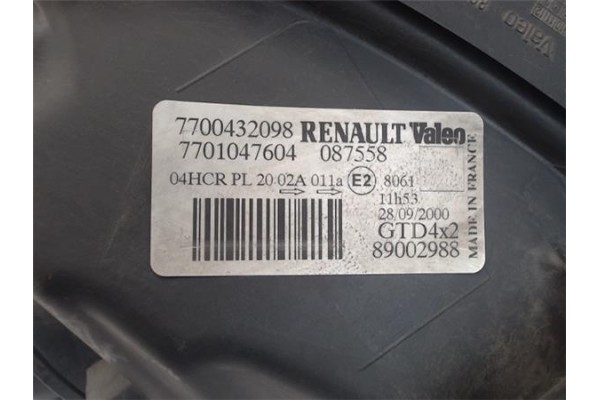 7700432098 RENAULT Valeo
7701047604 087558
04HCR PL 20 02A 011a E2 8061
11h53
28/09/2000
GTD4x2
89002988
MADE IN FRANCE
Valeo